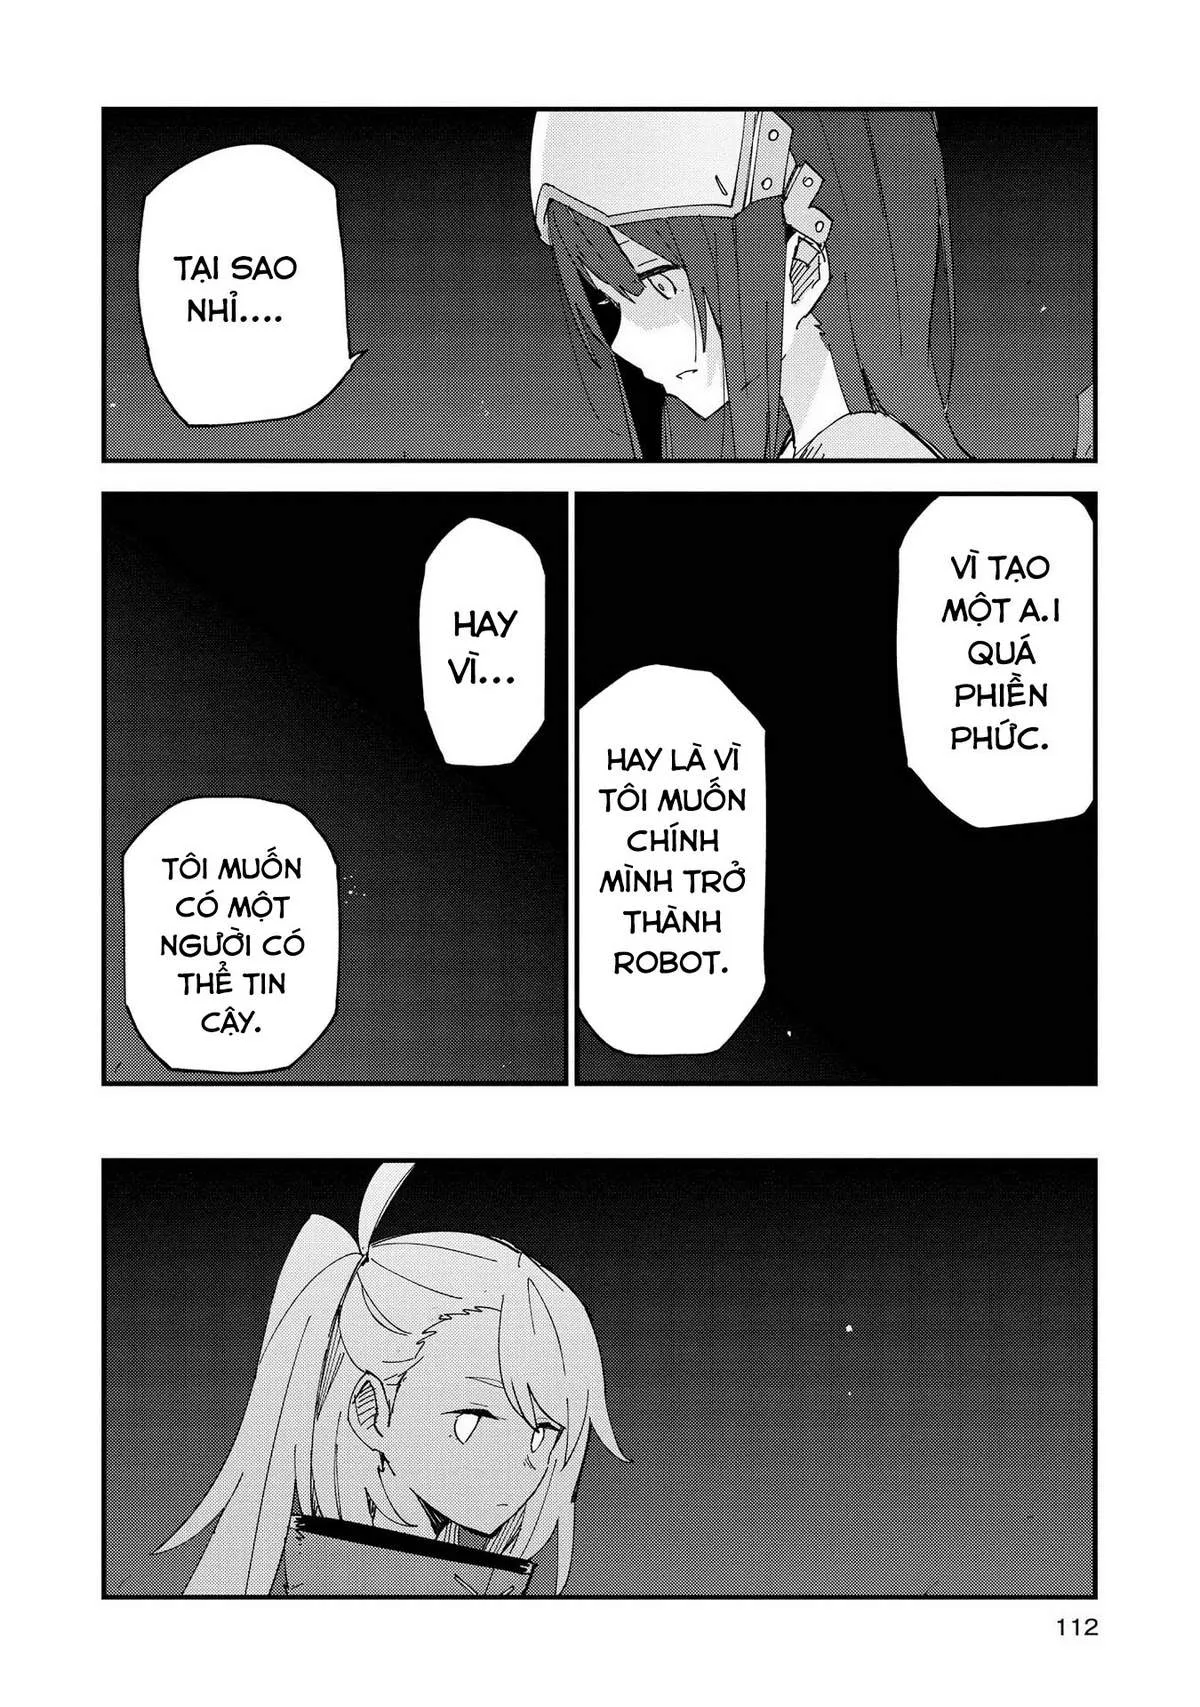 TẠI SAO
NHỈ....
VÌ TẠO
MỘT A.I
QUÁ
PHIỀN
PHỨC.
HAY LÀ VÌ
TÔI MUỐN
CHÍNH
MÌNH TRỞ
THÀNH
ROBOT.
HAY
VÌ...
TÔI MUỐN
CÓ MỘT
NGƯỜI CÓ
THỂ TIN
CẬY.
112